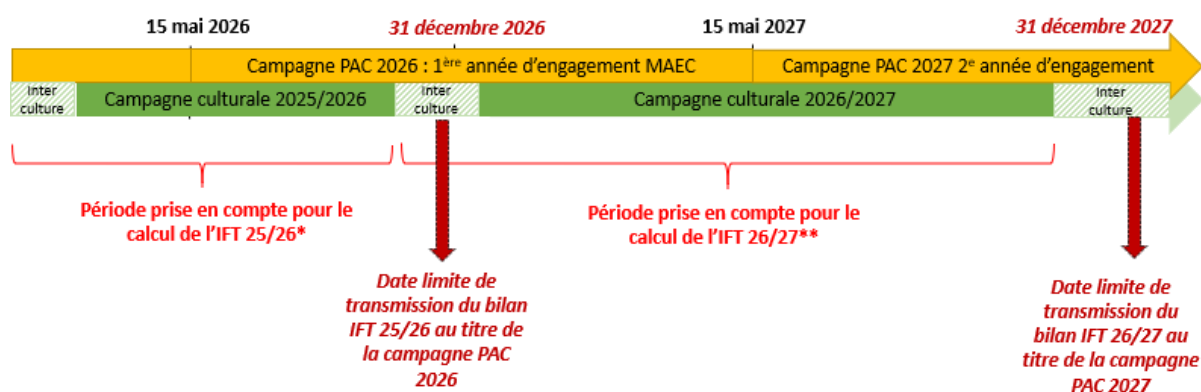 15 mai 2026
31 décembre 2026
15 mai 2027
31 décembre 2027
Campagne PAC 2026 : 1ère année d'engagement MAEC
Campagne PAC 2027 2e année d'engagement
Inter
culture
Campagne culturale 2025/2026
Inter
culture
Campagne culturale 2026/2027
Inter
culture
Période prise en compte pour le
calcul de l'IFT 25/26*
Période prise en compte pour le
calcul de l'IFT 26/27**
Date limite de
transmission du bilan
IFT 25/26 au titre de
la campagne PAC
2026
Date limite de
transmission du
bilan IFT 26/27 au
titre de la campagne
PAC 2027